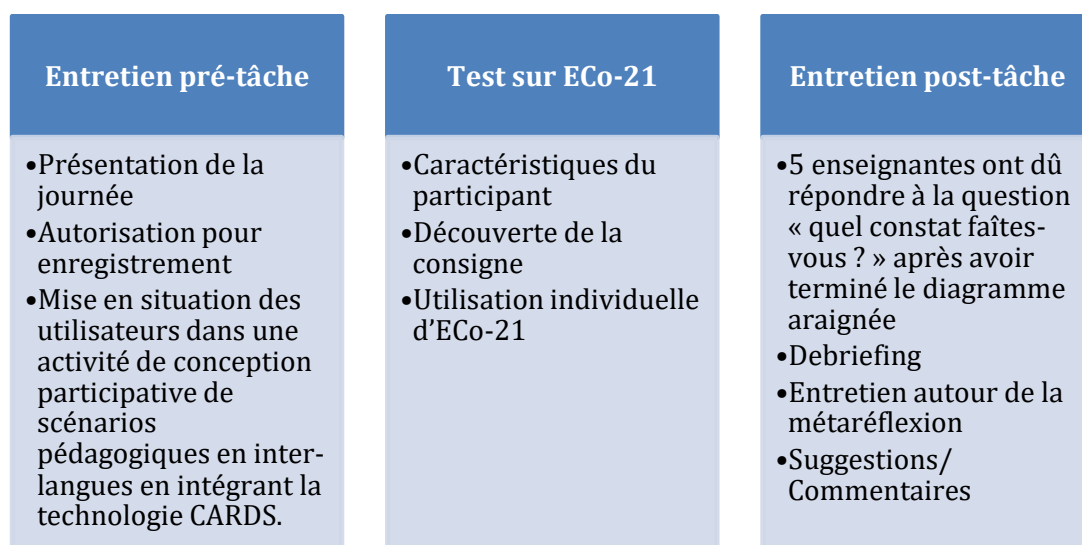 Entretien pré-tâche
•Présentation de la
journée
•Autorisation pour
enregistrement
•Mise en situation des
utilisateurs dans une
activité de conception
participative de
scénarios
pédagogiques en inter-
langues en intégrant la
technologie CARDS.
Test sur ECo-21
•Caractéristiques du
participant
•Découverte de la
consigne
•Utilisation individuelle
d’ECo-21
Entretien post-tâche
•5 enseignantes ont dû
répondre à la question
« quel constat faîtes-
vous ? » après avoir
terminé le diagramme
araignée
•Debriefing
•Entretien autour de la
métaréflexion
•Suggestions/
Commentaires